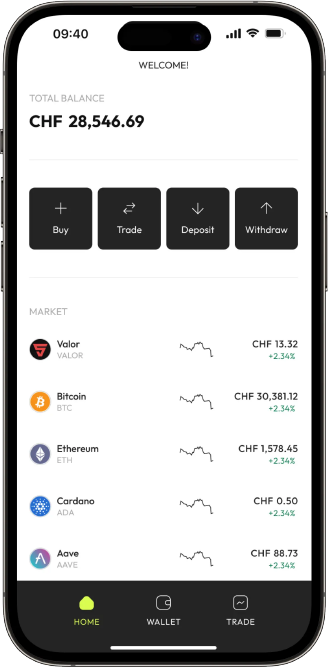 09:40
WELCOME!
TOTAL BALANCE
CHF 28,546.69
Buy
Trade
Deposit
Withdraw
MARKET
Valor
VALOR
CHF 13.32
+2.34%
Bitcoin
BTC
CHF 30,381.12
+2.34%
Ethereum
ETH
CHF 1,578.45
+2.34%
Cardano
ADA
CHF 0.50
+2.34%
Aave
AAVE
CHF 88.73
+2.34%
HOME
WALLET
TRADE